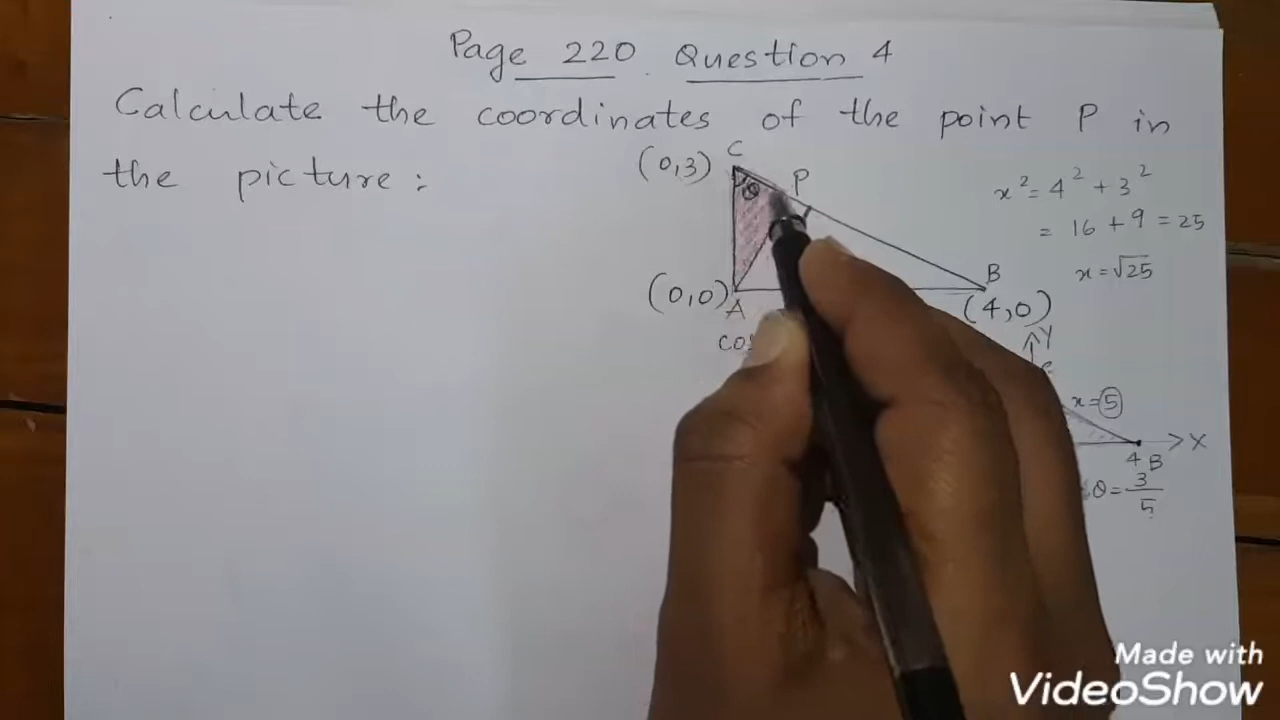 Page 220 Question 4
Calculate the coordinates of the point P in
the picture:
C
(0,3)
P
θ
x² = 4² + 3²
= 16 + 9 = 25
x = √25
(0,0) A
B
(4,0)
cos
Y
x = 5
X
4 B
θ = 3/5
Made with
VideoShow